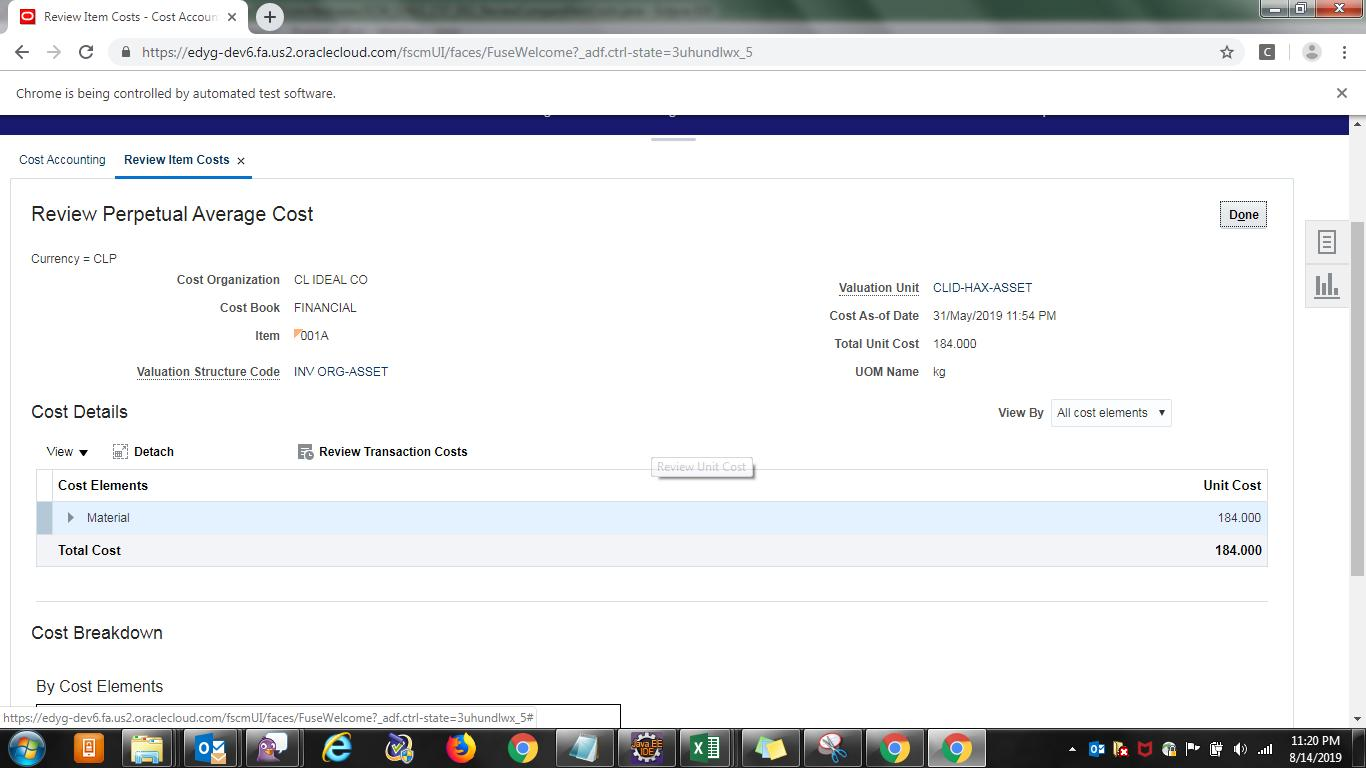 Review Item Costs - Cost Accoun
https://edyg-dev6.fa.us2.oraclecloud.com/fscmUI/faces/FuseWelcome?_adf.ctrl-state=3uhundlwx_5
C
Chrome is being controlled by automated test software.
Cost Accounting
Review Item Costs
Review Perpetual Average Cost
Done
Currency = CLP
Cost Organization CL IDEAL CO
Cost Book FINANCIAL
Item 001A
Valuation Structure Code INV ORG-ASSET
Valuation Unit CLID-HAX-ASSET
Cost As-of Date 31/May/2019 11:54 PM
Total Unit Cost 184.000
UOM Name kg
Cost Details
View By All cost elements
View Detach Review Transaction Costs
Review Unit Cost
Cost Elements Unit Cost
Material 184.000
Total Cost 184.000
Cost Breakdown
By Cost Elements
https://edyg-dev6.fa.us2.oraclecloud.com/fscmUI/faces/FuseWelcome?_adf.ctrl-state=3uhundlwx_5#
Java EE
IDE
11:20 PM
8/14/2019